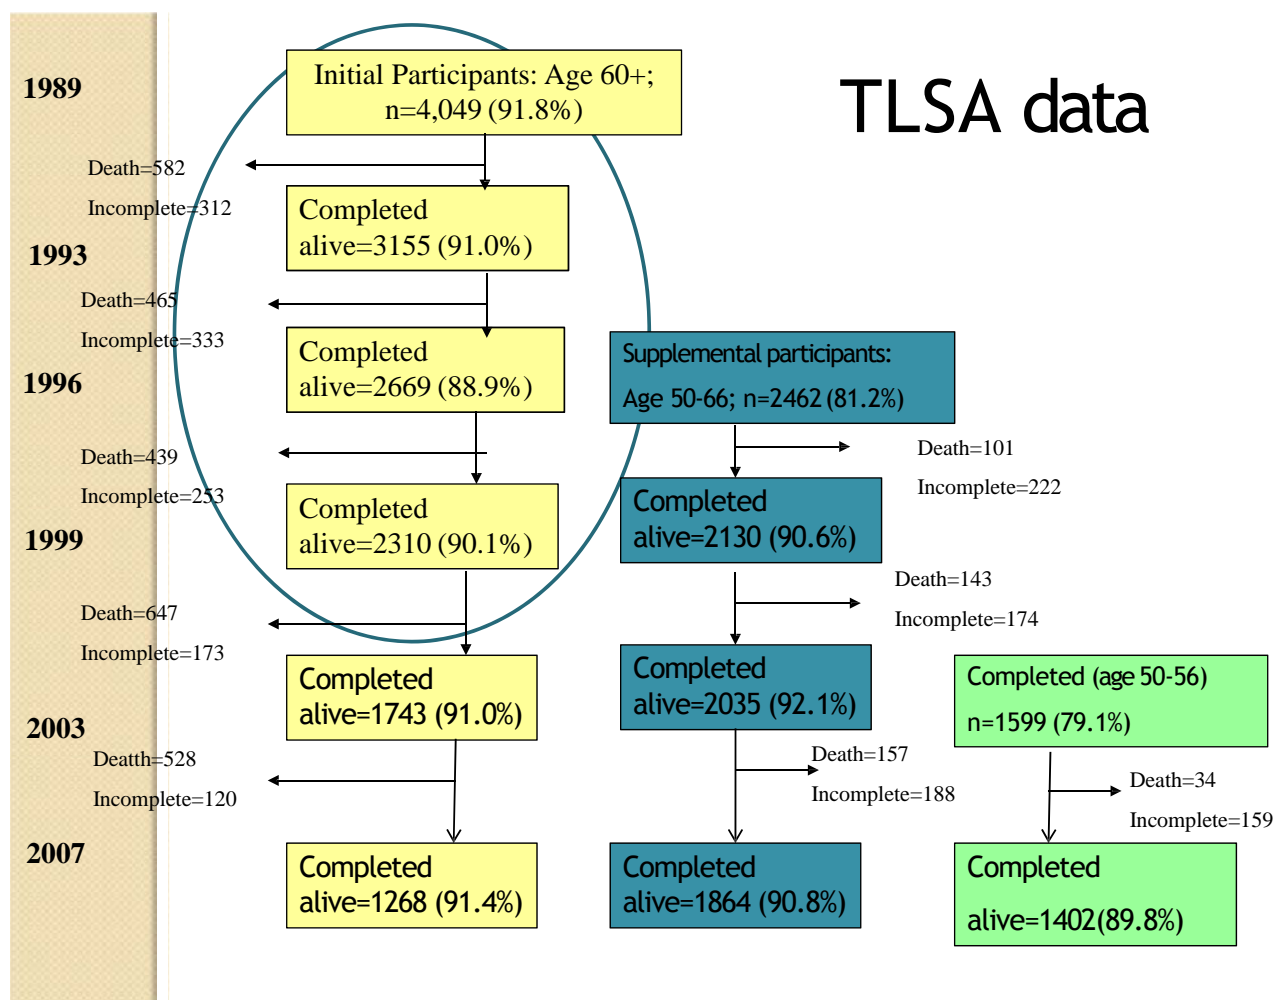 TLSA data
1989
Initial Participants: Age 60+;
n=4,049 (91.8%)
Death=582
Incomplete=312
Completed
alive=3155 (91.0%)
1993
Death=465
Incomplete=333
Completed
alive=2669 (88.9%)
Supplemental participants:
Age 50-66; n=2462 (81.2%)
1996
Death=439
Incomplete=253
Death=101
Incomplete=222
Completed
alive=2310 (90.1%)
Completed
alive=2130 (90.6%)
1999
Death=647
Incomplete=173
Death=143
Incomplete=174
Completed
alive=1743 (91.0%)
Completed
alive=2035 (92.1%)
Completed (age 50-56)
n=1599 (79.1%)
2003
Deatth=528
Incomplete=120
Death=157
Incomplete=188
Death=34
Incomplete=159
2007
Completed
alive=1268 (91.4%)
Completed
alive=1864 (90.8%)
Completed
alive=1402(89.8%)